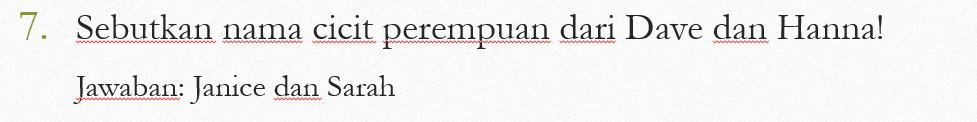 7. Sebutkan nama cicit perempuan dari Dave dan Hanna!
Jawaban: Janice dan Sarah